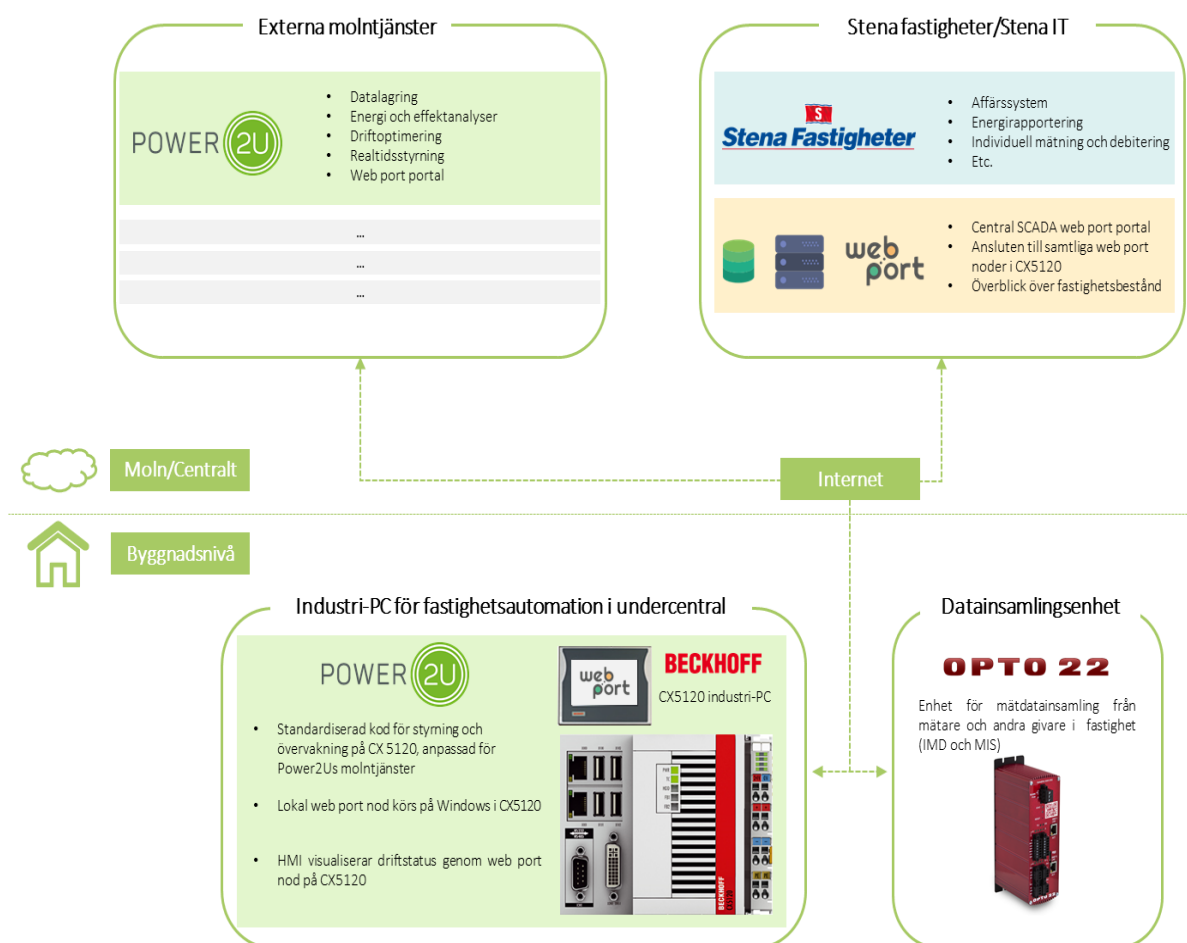 Externa molntjänster
POWER 2U
• Datalagring
• Energi och effektanalyser
• Driftoptimering
• Realtidsstyrning
• Web port portal
...
...
...
Stena fastigheter/Stena IT
S
Stena Fastigheter
• Affärssystem
• Energirapportering
• Individuell mätning och debitering
• Etc.
web
port
• Central SCADA web port portal
• Ansluten till samtliga web port
noder i CX5120
• Överblick över fastighetsbestånd
Moln/Centralt
Internet
Byggnadsnivå
Industri-PC för fastighetsautomation i undercentral
POWER 2U
• Standardiserad kod för styrning och
övervakning på CX 5120, anpassad för
Power2Us molntjänster
• Lokal web port nod körs på Windows i CX5120
• HMI visualiserar driftstatus genom web port
nod på CX5120
web
port
BECKHOFF
CX5120 industri-PC
BECKHOFF
Datainsamlingsenhet
OPTO 22
Enhet för mätdatainsamling från
mätare och andra givare i fastighet
(IMD och MIS)
OPTO 22